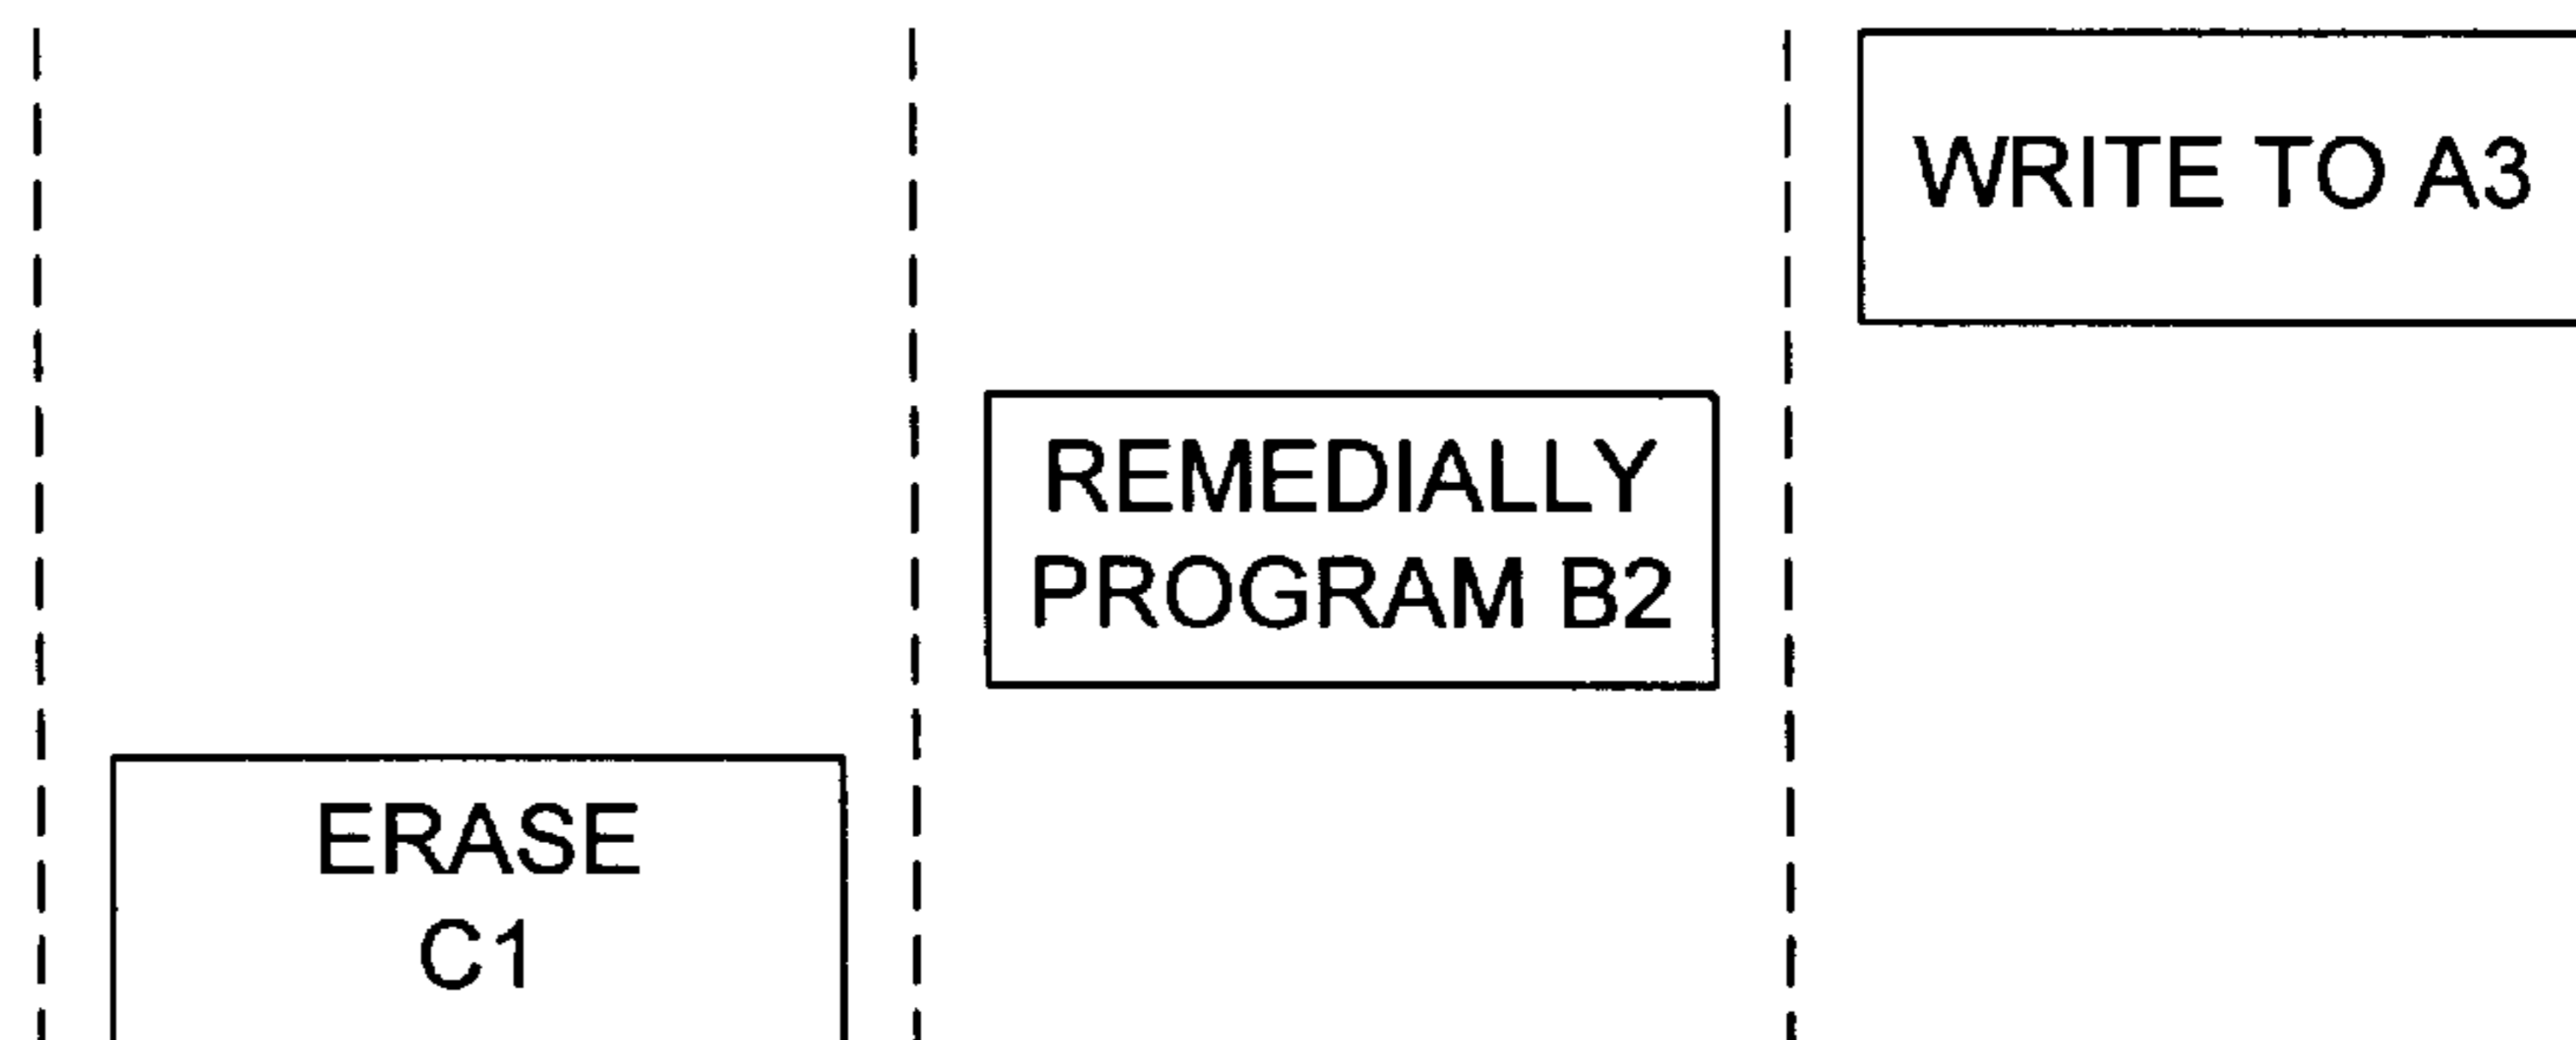 WRITE TO A3
REMEDIALLY
PROGRAM B2
ERASE
C1